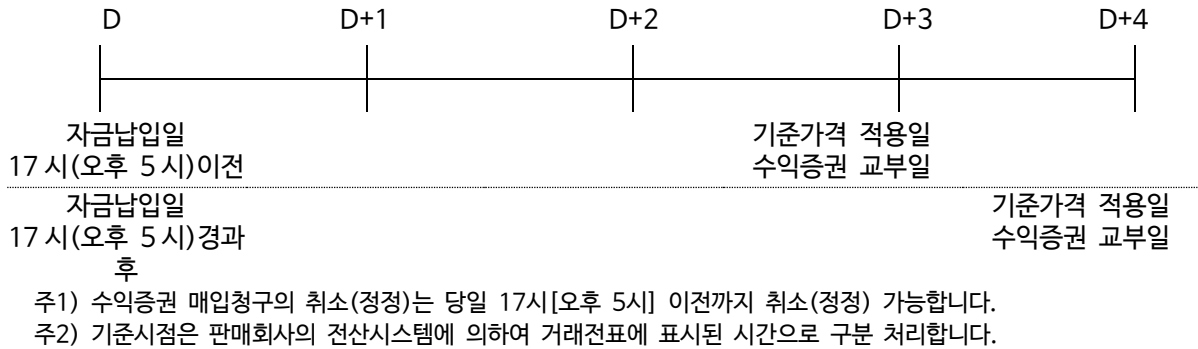 D D+1 D+2 D+3 D+4
자금납입일 기준가격 적용일
17 시(오후 5시)이전 수익증권 교부일
자금납입일 기준가격 적용일
17 시(오후 5시)경과 수익증권 교부일
후
주1) 수익증권 매입청구의 취소(정정)는 당일 17시[오후 5시] 이전까지 취소(정정) 가능합니다.
주2) 기준시점은 판매회사의 전산시스템에 의하여 거래전표에 표시된 시간으로 구분 처리합니다.